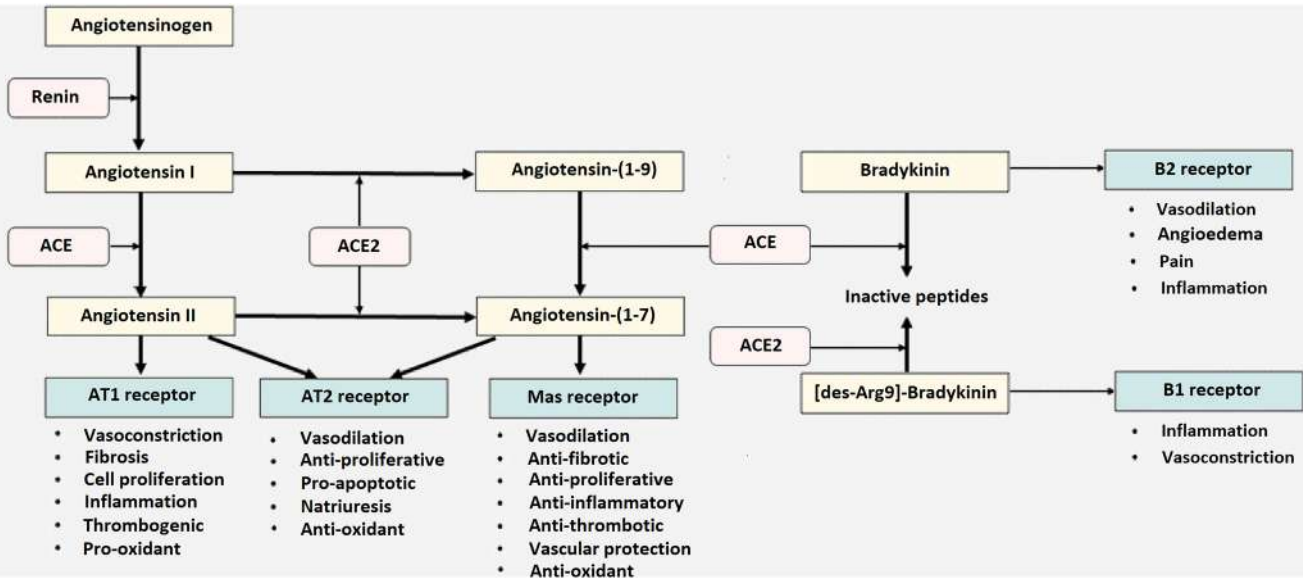 Angiotensinogen
Renin
Angiotensin I
Angiotensin-(1-9)
Bradykinin
B2 receptor
• Vasodilation
• Angioedema
• Pain
• Inflammation
ACE
ACE2
ACE
Inactive peptides
Angiotensin II
Angiotensin-(1-7)
ACE2
AT1 receptor
• Vasoconstriction
• Fibrosis
• Cell proliferation
• Inflammation
• Thrombogenic
• Pro-oxidant
AT2 receptor
• Vasodilation
• Anti-proliferative
• Pro-apoptotic
• Natriuresis
• Anti-oxidant
Mas receptor
• Vasodilation
• Anti-fibrotic
• Anti-proliferative
• Anti-inflammatory
• Anti-thrombotic
• Vascular protection
• Anti-oxidant
[des-Arg9]-Bradykinin
B1 receptor
• Inflammation
• Vasoconstriction